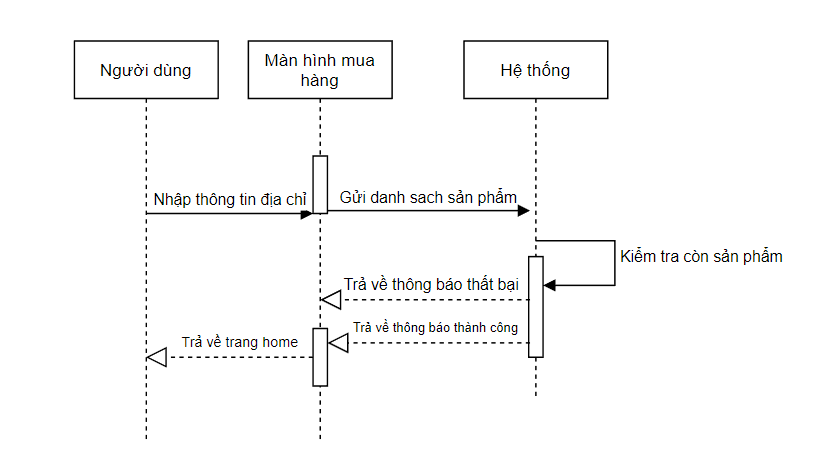 Người dùng
Màn hình mua
hàng
Hệ thống
Nhập thông tin địa chỉ
Gửi danh sach sản phẩm
Kiểm tra còn sản phẩm
Trả về thông báo thất bại
Trả về thông báo thành công
Trả về trang home